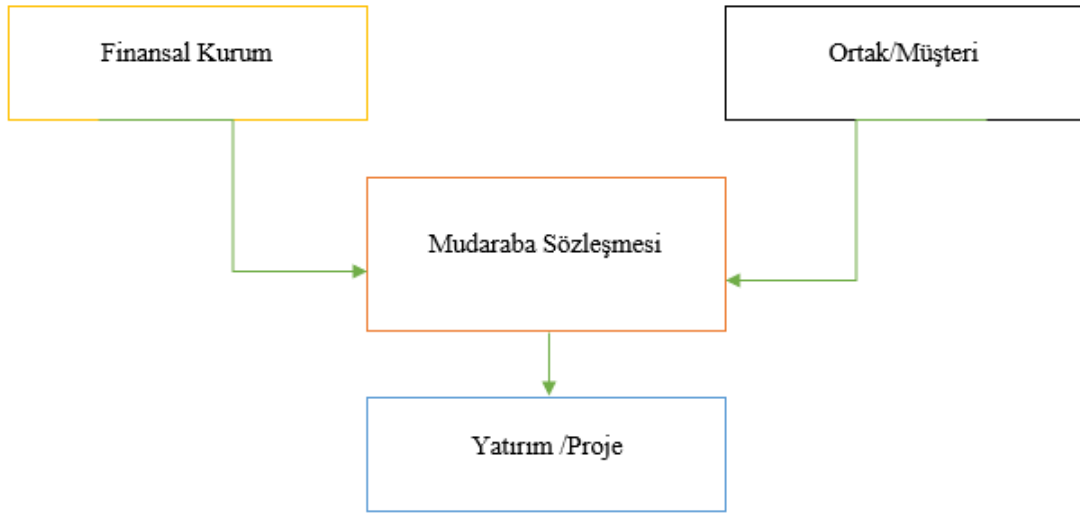 Finansal Kurum
Ortak/Müşteri
Mudaraba Sözleşmesi
Yatırım /Proje